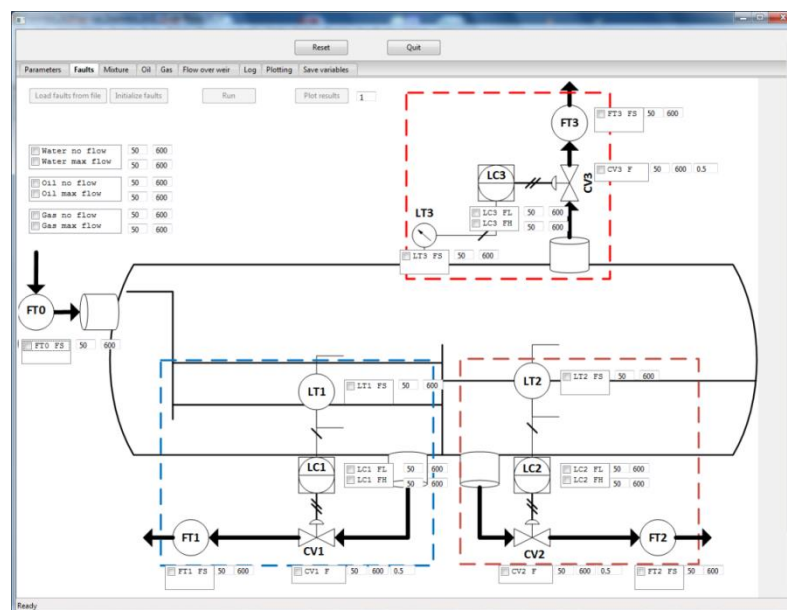 Reset Quit
Parameters Faults Mixture Oil Gas Flow over weir Log Plotting Save variables
Load faults from file Initialize faults Run Plot results 1
FT3 FT3 FS 50 600
Water no flow 50 600
Water max flow 50 600
LC3 CV3 CV3 F 50 600 0.5
Oil no flow 50 600
Oil max flow 50 600
LC3 FL 50 600
LC3 FH 50 600
Gas no flow 50 600
Gas max flow 50 600
LT3
LT3 FS 50 600
FT0
FT0 FS 50 600
LT1 LT1 FS 50 600
LT2 LT2 FS 50 600
LC1 LC1 FL 50 600
LC1 FH 50 600
LC2 LC2 FL 50 600
LC2 FH 50 600
FT1 CV1 CV2 FT2
FT1 FS 50 600 CV1 F 50 600 0.5 CV2 F 50 600 0.5 FT2 FS 50 600
Ready